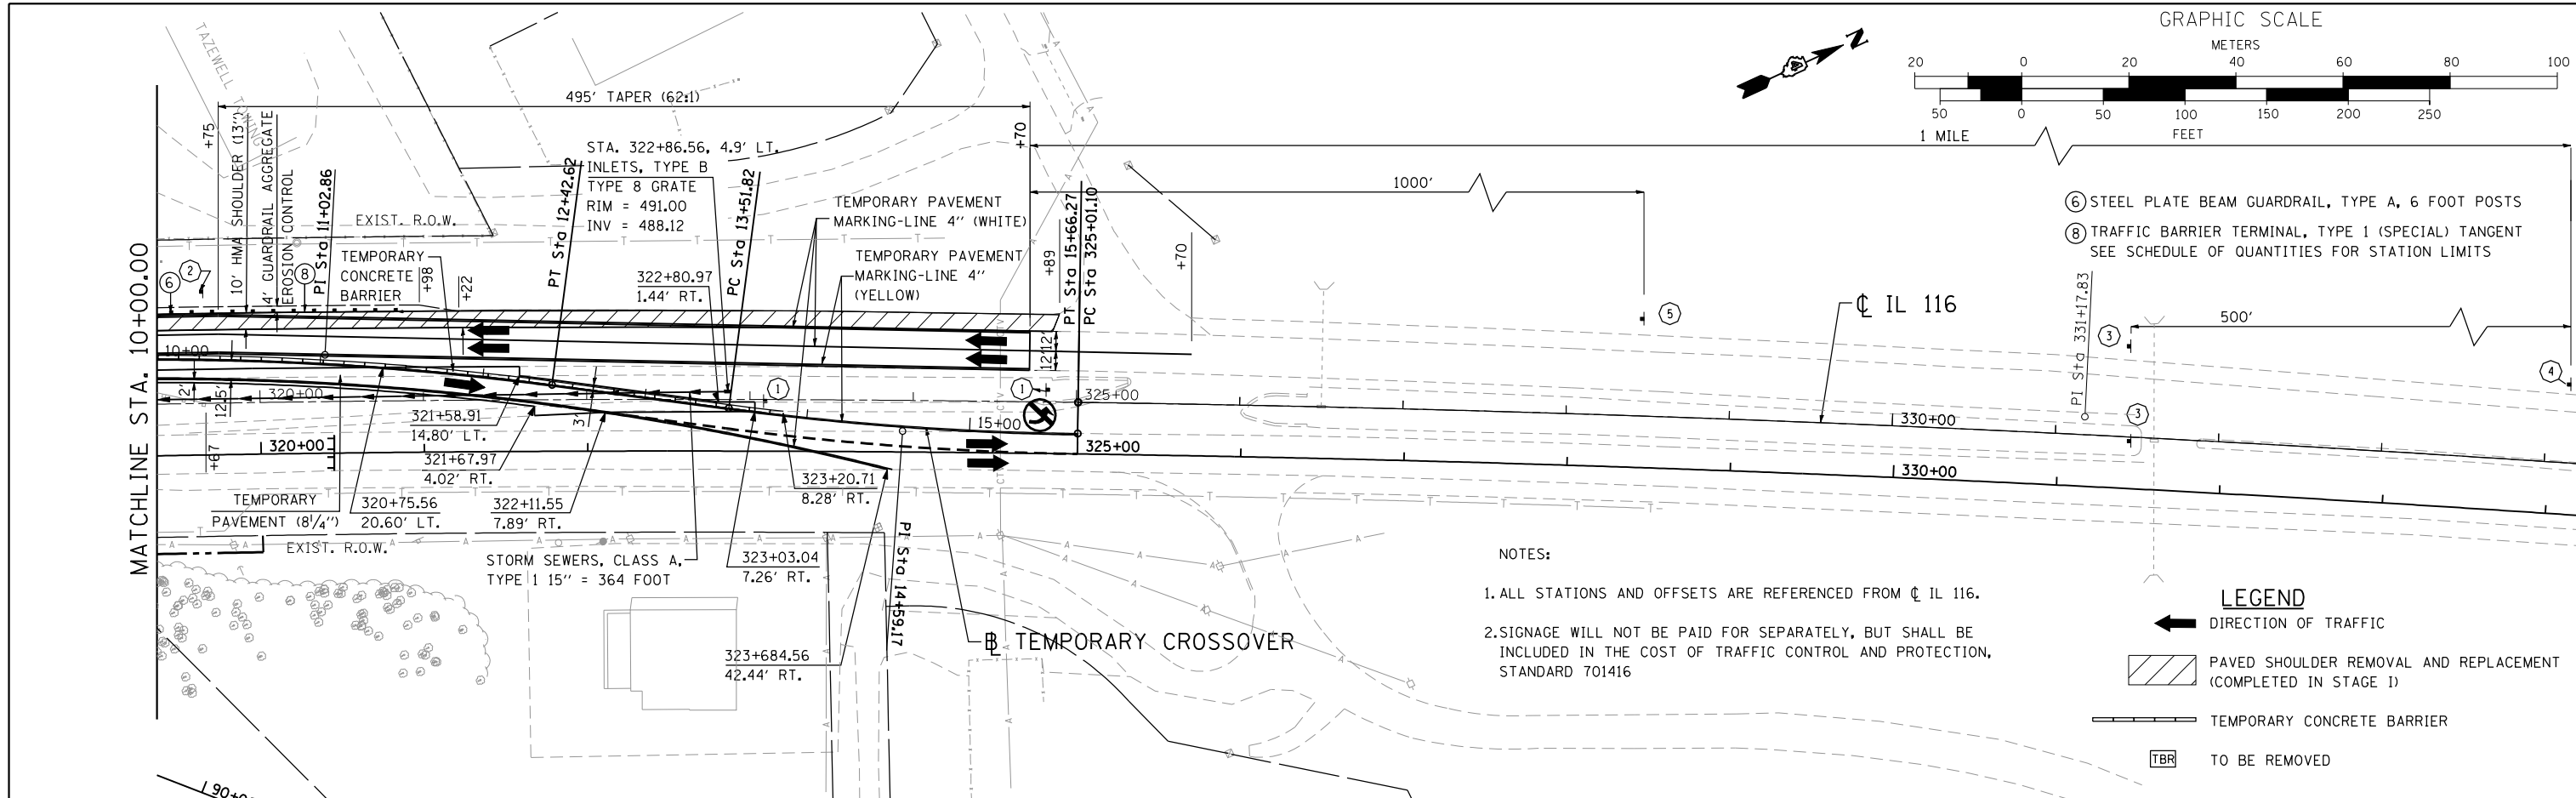 GRAPHIC SCALE
METERS
20 0 20 40 60 80 100
50 0 50 100 150 200 250
FEET
N
1 MILE
TAZEWELL
495' TAPER (62:1)
+75
+70
10' HMA SHOULDER (13")
4' GUARDRAIL AGGREGATE
EROSION CONTROL
PI Sta 11+02.86
EXIST. R.O.W.
PT Sta 12+42.62
STA. 322+86.56, 4.9' LT.
INLETS, TYPE B
TYPE 8 GRATE
RIM = 491.00
INV = 488.12
PC Sta 13+51.82
TEMPORARY PAVEMENT
MARKING-LINE 4" (WHITE)
TEMPORARY PAVEMENT
MARKING-LINE 4"
(YELLOW)
+89
PT Sta 15+66.27
PC Sta 325+01.10
+70
1000'
6 STEEL PLATE BEAM GUARDRAIL, TYPE A, 6 FOOT POSTS
8 TRAFFIC BARRIER TERMINAL, TYPE 1 (SPECIAL) TANGENT
SEE SCHEDULE OF QUANTITIES FOR STATION LIMITS
6
2
8
TEMPORARY
CONCRETE
BARRIER
+98
+22
322+80.97
1.44' RT.
5
℄ IL 116
PI Sta 331+17.83
3
500'
4
3
MATCHLINE STA. 10+00.00
10+00
12' 12'
2'
12.5'
320+00
3'
1
1
325+00
15+00
330+00
320+00
325+00
330+00
+67
321+58.91
14.80' LT.
321+67.97
4.02' RT.
323+20.71
8.28' RT.
TEMPORARY
PAVEMENT (8¼")
320+75.56
20.60' LT.
322+11.55
7.89' RT.
EXIST. R.O.W.
STORM SEWERS, CLASS A,
TYPE 1 15" = 364 FOOT
323+03.04
7.26' RT.
PI Sta 14+59.17
323+684.56
42.44' RT.
B̲L TEMPORARY CROSSOVER
NOTES:
1. ALL STATIONS AND OFFSETS ARE REFERENCED FROM ℄ IL 116.
2. SIGNAGE WILL NOT BE PAID FOR SEPARATELY, BUT SHALL BE
INCLUDED IN THE COST OF TRAFFIC CONTROL AND PROTECTION,
STANDARD 701416
LEGEND
DIRECTION OF TRAFFIC
PAVED SHOULDER REMOVAL AND REPLACEMENT
(COMPLETED IN STAGE I)
TEMPORARY CONCRETE BARRIER
TBR TO BE REMOVED